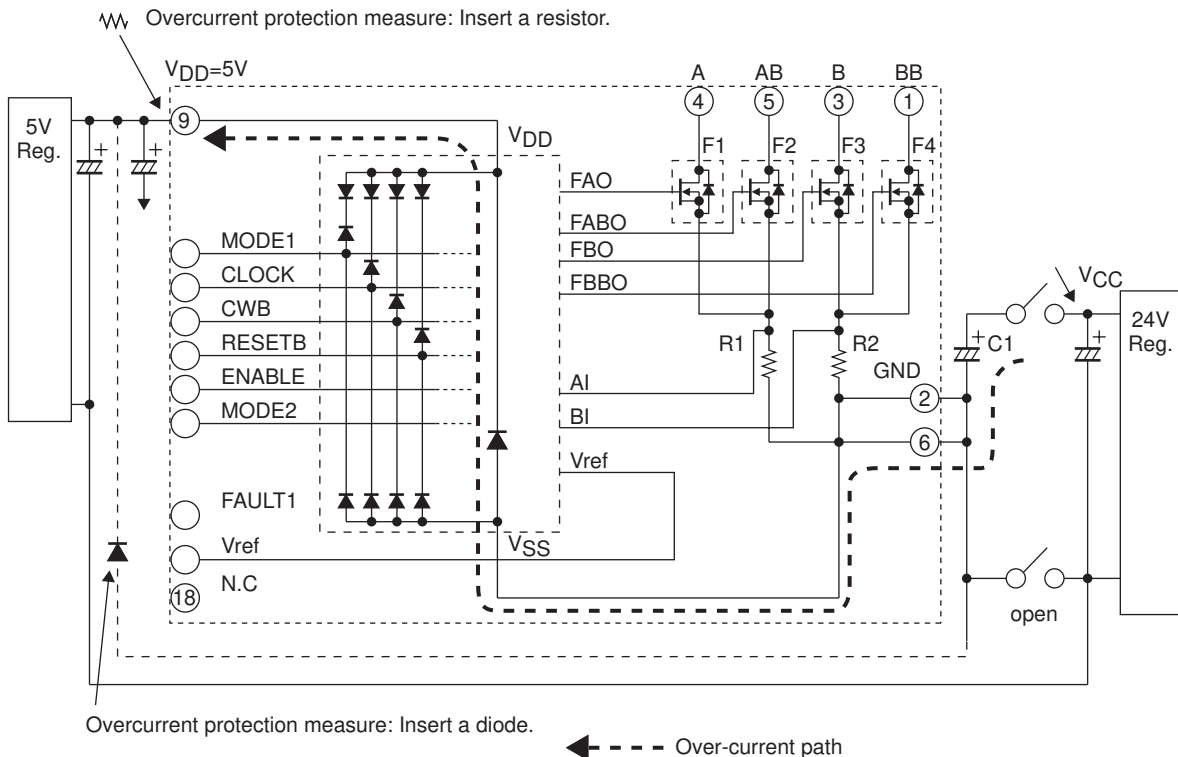 Overcurrent protection measure: Insert a resistor.
VDD=5V
A AB B BB
4 5 3 1
5V
Reg.
9
VDD
F1 F2 F3 F4
FAO
FABO
FBO
FBBO
MODE1
CLOCK
CWB
RESETB
ENABLE
MODE2
R1 R2
AI
BI
GND
2
6
C1
VCC
24V
Reg.
Vref
FAULT1
VSS
Vref
N.C
18
open
Overcurrent protection measure: Insert a diode.
Over-current path